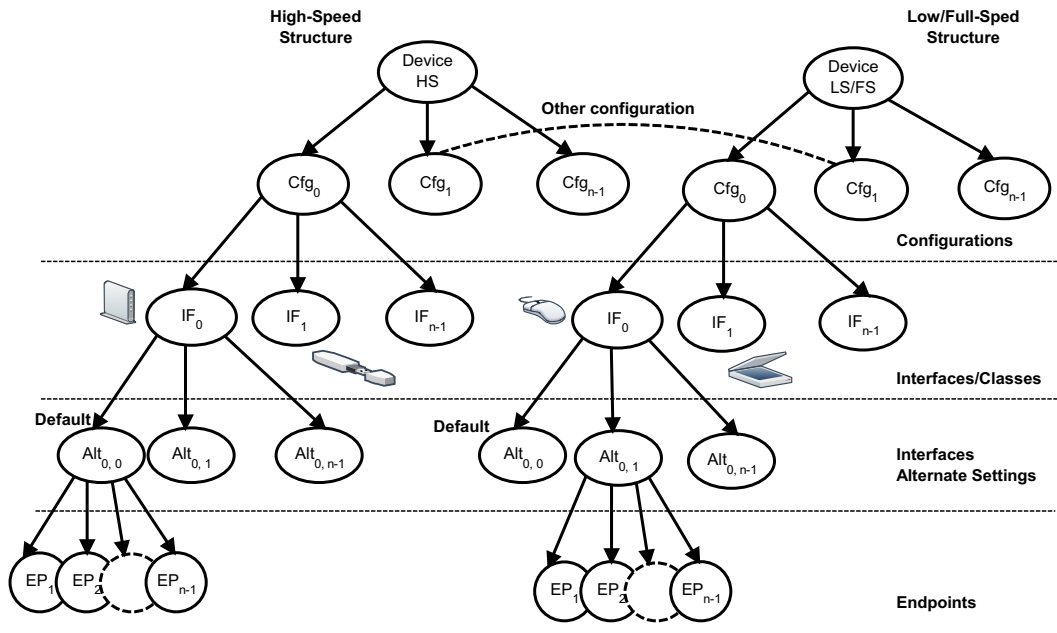 High-Speed
Structure
Low/Full-Sped
Structure
Device
HS
Device
LS/FS
Other configuration
Cfg0
Cfg1
Cfgn-1
Cfg0
Cfg1
Cfgn-1
Configurations
IF0
IF1
IFn-1
IF0
IF1
IFn-1
Interfaces/Classes
Default
Default
Alt0, 0
Alt0, 1
Alt0, n-1
Alt0, 0
Alt0, 1
Alt0, n-1
Interfaces
Alternate Settings
EP1
EP2
EPn-1
EP1
EP2
EPn-1
Endpoints